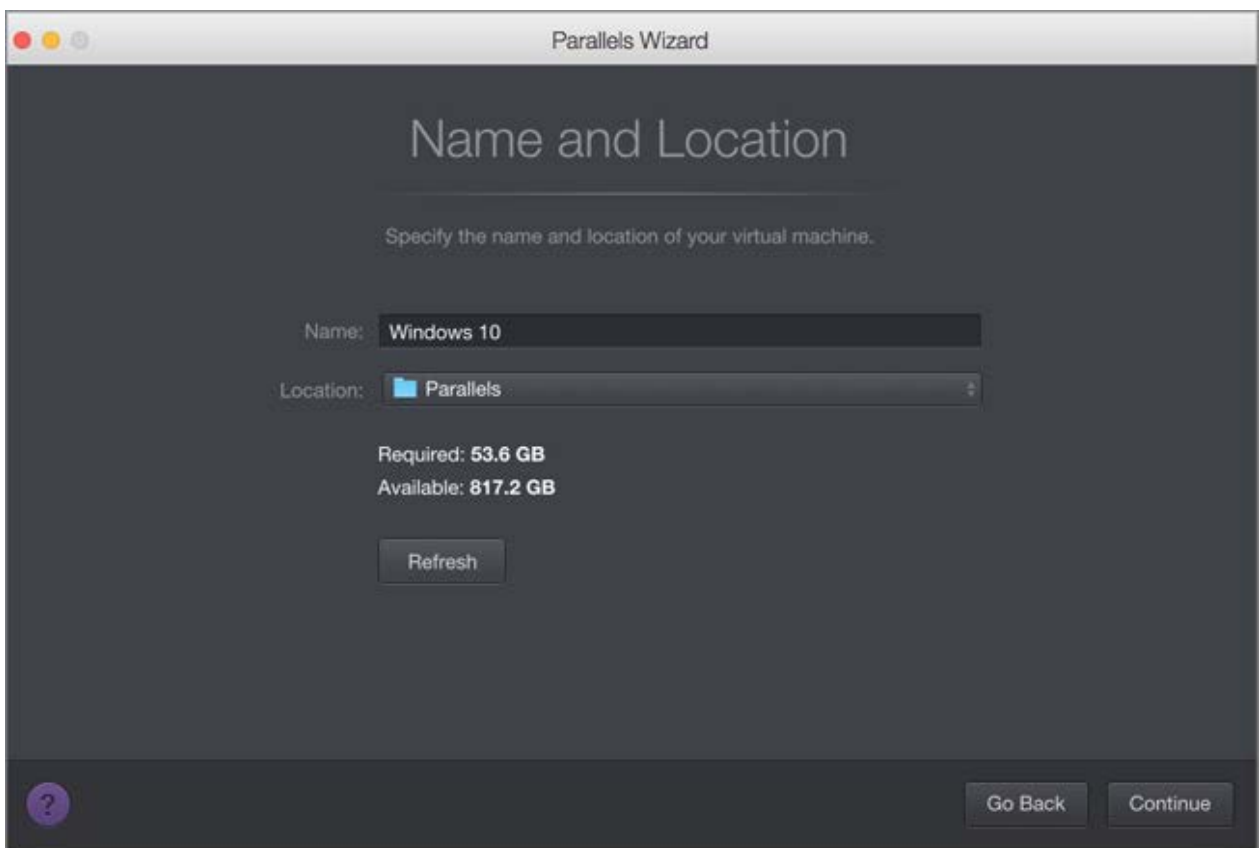 Parallels Wizard
Name and Location
Specify the name and location of your virtual machine.
Name: Windows 10
Location: Parallels
Required: 53.6 GB
Available: 817.2 GB
Refresh
? Go Back Continue